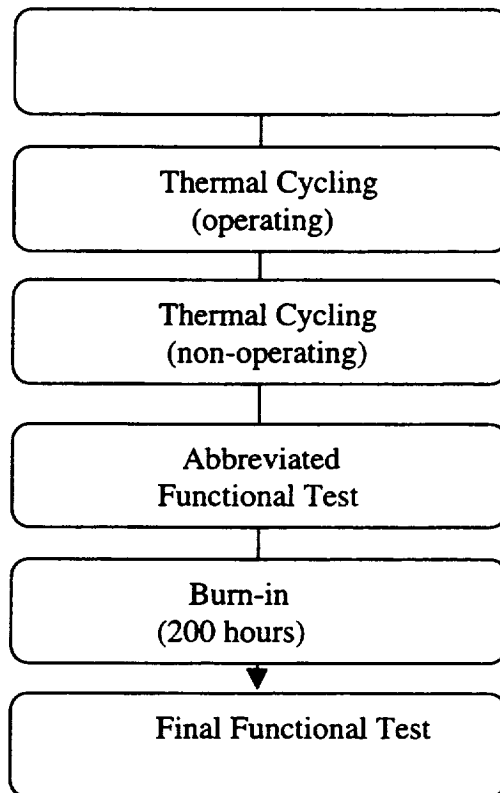 Thermal Cycling
(operating)
Thermal Cycling
(non-operating)
Abbreviated
Functional Test
Burn-in
(200 hours)
Final Functional Test